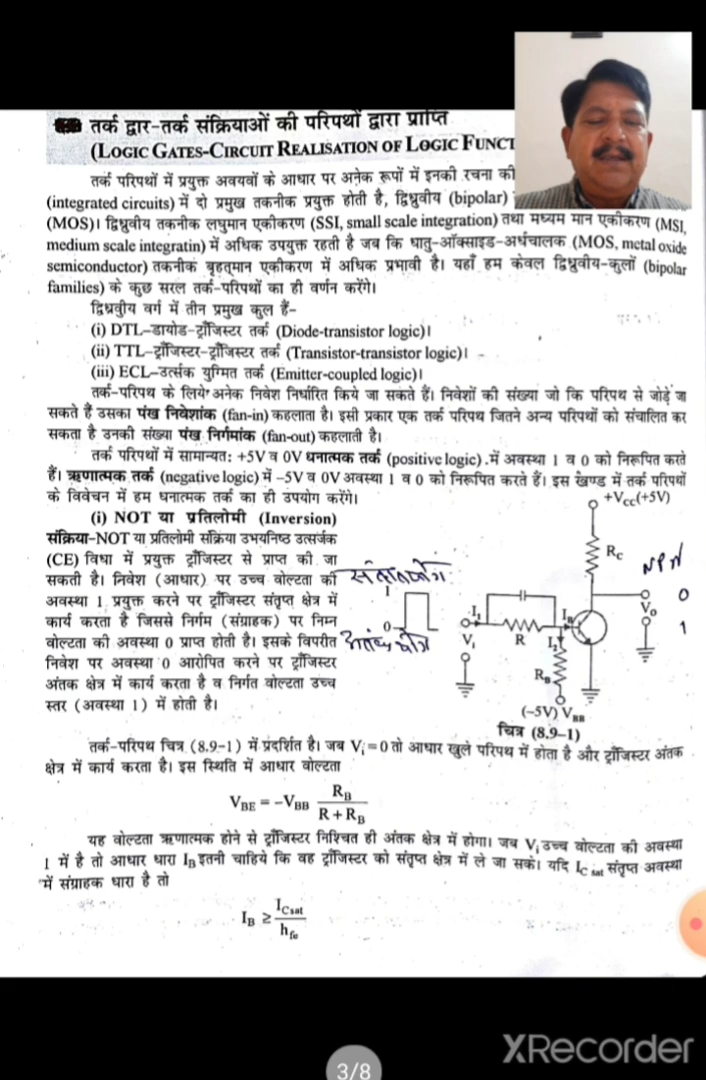 तर्क द्वार-तर्क संक्रियाओं की परिपथों द्वारा प्राप्ति
(LOGIC GATES-CIRCUIT REALISATION OF LOGIC FUNCT
तर्क परिपथों में प्रयुक्त अवयवों के आधार पर अनेक रूपों में इनकी रचना की
(integrated circuits) में दो प्रमुख तकनीक प्रयुक्त होती है, द्विध्रुवीय (bipolar)
(MOS)। द्विध्रुवीय तकनीक लघुमान एकीकरण (SSI, small scale integration) तथा मध्यम मान एकीकरण (MSI,
medium scale integratin) में अधिक उपयुक्त रहती है जब कि धातु-ऑक्साइड-अर्धचालक (MOS, metal oxide
semiconductor) तकनीक बृहत्मान एकीकरण में अधिक प्रभावी है। यहाँ हम केवल द्विध्रुवीय-कुलों (bipolar
families) के कुछ सरल तर्क-परिपथों का ही वर्णन करेंगे।
द्विध्रुवीय वर्ग में तीन प्रमुख कुल हैं-
(i) DTL-डायोड-ट्राँजिस्टर तर्क (Diode-transistor logic)।
(ii) TTL-ट्राँजिस्टर-ट्राँजिस्टर तर्क (Transistor-transistor logic)।
(iii) ECL-उत्सर्जक युग्मित तर्क (Emitter-coupled logic)।
तर्क-परिपथ के लिये अनेक निवेश निर्धारित किये जा सकते हैं। निवेशों की संख्या जो कि परिपथ से जोड़े जा
सकते हैं उसका पंख निवेशांक (fan-in) कहलाता है। इसी प्रकार एक तर्क परिपथ जितने अन्य परिपथों को संचालित कर
सकता है उनकी संख्या पंख निर्गमांक (fan-out) कहलाती है।
तर्क परिपथों में सामान्यत: +5V व 0V धनात्मक तर्क (positive logic) .में अवस्था 1 व 0 को निरूपित करते
हैं। ऋणात्मक तर्क (negative logic) में -5V व 0V अवस्था 1 व 0 को निरूपित करते हैं। इस खण्ड में तर्क परिपथों
के विवेचन में हम धनात्मक तर्क का ही उपयोग करेंगे।
(i) NOT या प्रतिलोमी (Inversion)
संक्रिया-NOT या प्रतिलोमी संक्रिया उभयनिष्ठ उत्सर्जक
(CE) विधा में प्रयुक्त ट्राँजिस्टर से प्राप्त की जा
सकती है। निवेश (आधार) पर उच्च वोल्टता की
अवस्था 1 प्रयुक्त करने पर ट्राँजिस्टर संतृप्त क्षेत्र में
कार्य करता है जिससे निर्गम (संग्राहक) पर निम्न
वोल्टता की अवस्था 0 प्राप्त होती है। इसके विपरीत
निवेश पर अवस्था 0 आरोपित करने पर ट्राँजिस्टर
अंतक क्षेत्र में कार्य करता है व निर्गत वोल्टता उच्च
स्तर (अवस्था 1) में होती है।
+VCC(+5V)
RC
NPN
1
0
Vi
I1
R
IB
I2
RB
Vo
0
1
(-5V) VBB
चित्र (8.9-1)
तर्क-परिपथ चित्र (8.9-1) में प्रदर्शित है। जब Vi = 0 तो आधार खुले परिपथ में होता है और ट्राँजिस्टर अंतक
क्षेत्र में कार्य करता है। इस स्थिति में आधार वोल्टता
VBE = -VBB RB / R + RB
यह वोल्टता ऋणात्मक होने से ट्राँजिस्टर निश्चित ही अंतक क्षेत्र में होगा। जब Vi उच्च वोल्टता की अवस्था
1 में है तो आधार धारा IB इतनी चाहिये कि वह ट्राँजिस्टर को संतृप्त क्षेत्र में ले जा सके। यदि IC sat संतृप्त अवस्था
में संग्राहक धारा है तो
IB ≥ ICsat / hfe
3/8
XRecorder